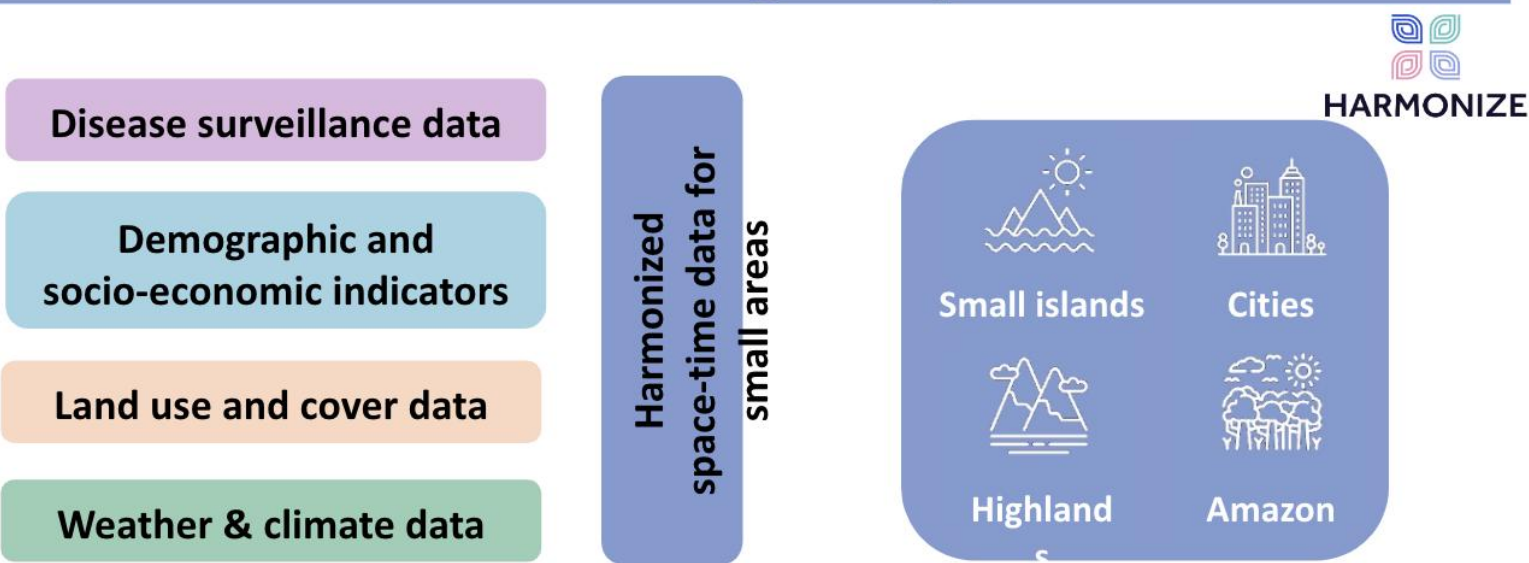 HARMONIZE
Disease surveillance data
Demographic and
socio-economic indicators
Land use and cover data
Weather & climate data
Harmonized
space-time data for
small areas
Small islands
Cities
Highland
s
Amazon